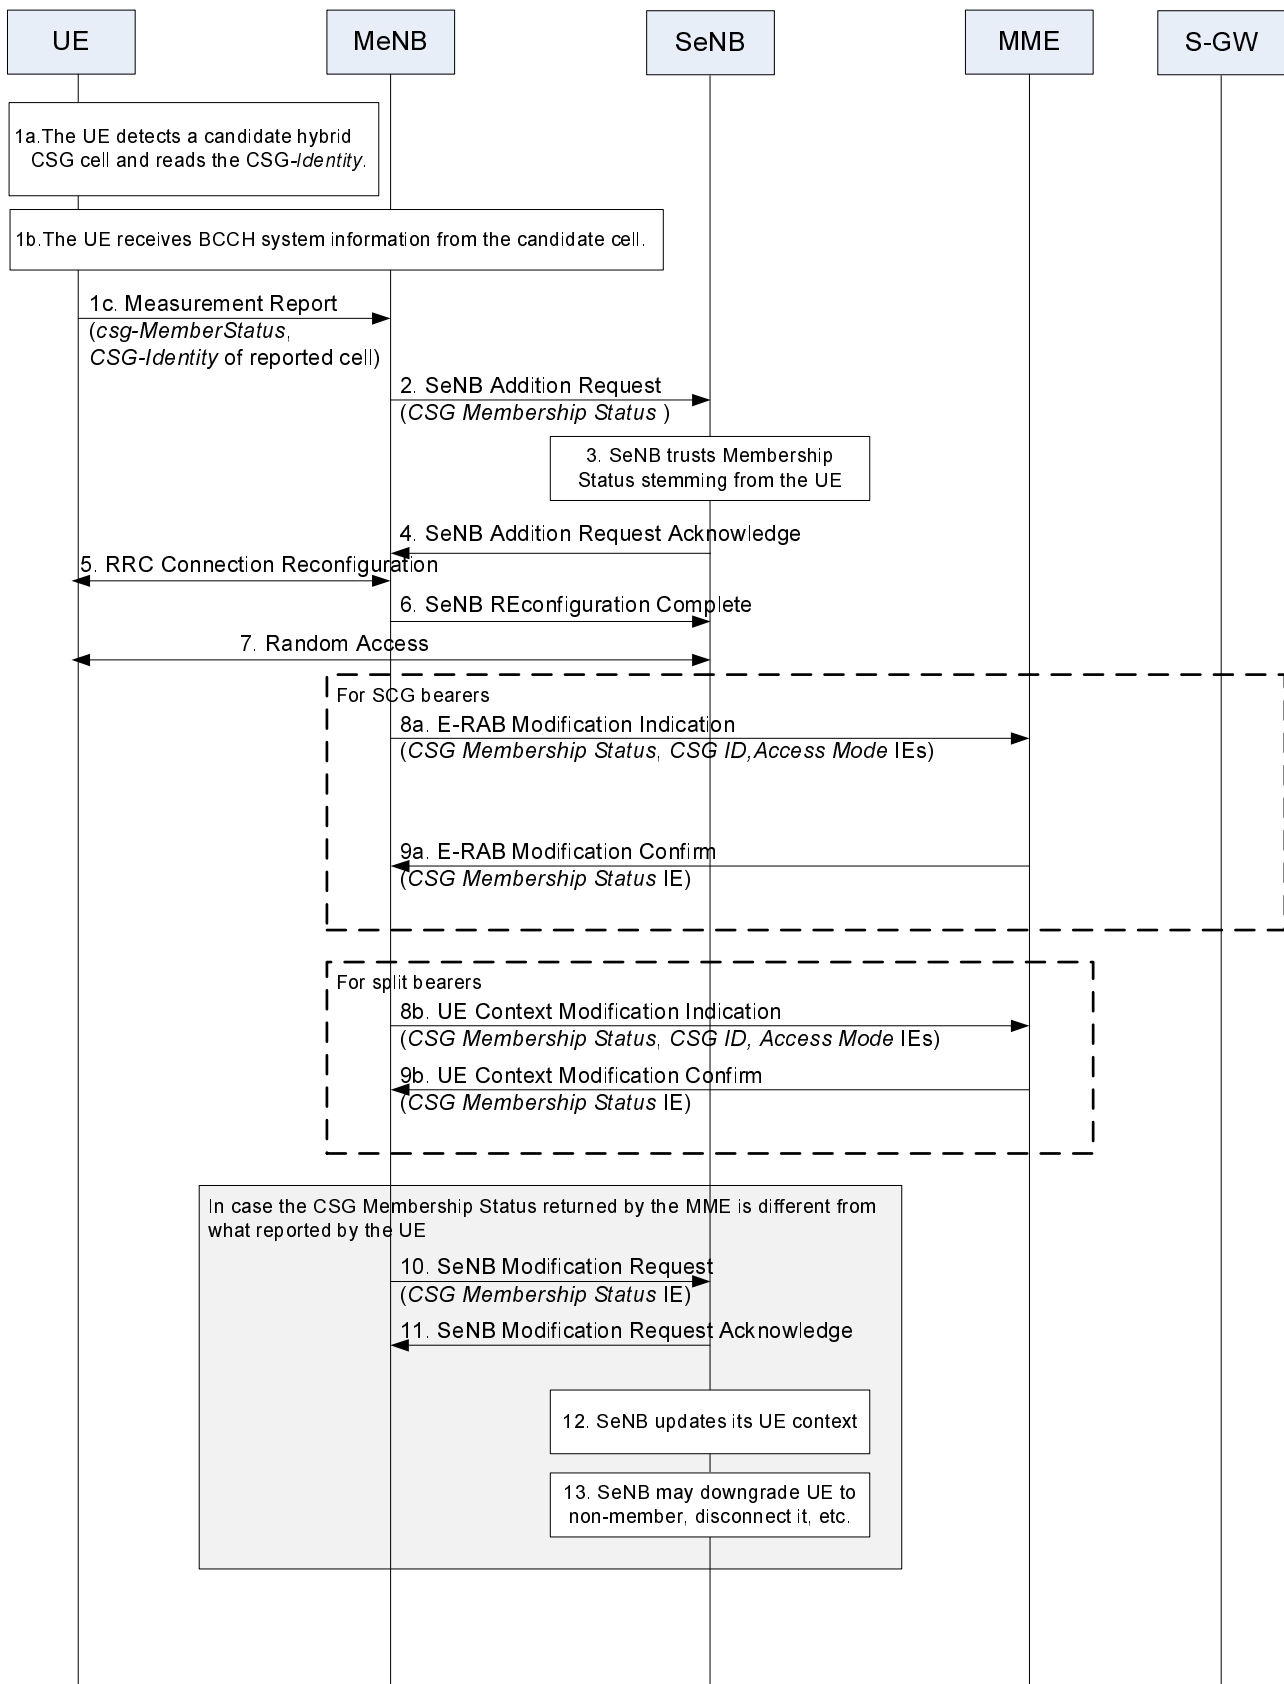 UE
MeNB
SeNB
MME
S-GW
1a.The UE detects a candidate hybrid
CSG cell and reads the CSG-Identity.
1b.The UE receives BCCH system information from the candidate cell.
1c. Measurement Report
(csg-MemberStatus,
CSG-Identity of reported cell)
2. SeNB Addition Request
(CSG Membership Status )
3. SeNB trusts Membership
Status stemming from the UE
4. SeNB Addition Request Acknowledge
5. RRC Connection Reconfiguration
6. SeNB REconfiguration Complete
7. Random Access
For SCG bearers
8a. E-RAB Modification Indication
(CSG Membership Status, CSG ID,Access Mode IEs)
9a. E-RAB Modification Confirm
(CSG Membership Status IE)
For split bearers
8b. UE Context Modification Indication
(CSG Membership Status, CSG ID, Access Mode IEs)
9b. UE Context Modification Confirm
(CSG Membership Status IE)
In case the CSG Membership Status returned by the MME is different from
what reported by the UE
10. SeNB Modification Request
(CSG Membership Status IE)
11. SeNB Modification Request Acknowledge
12. SeNB updates its UE context
13. SeNB may downgrade UE to
non-member, disconnect it, etc.